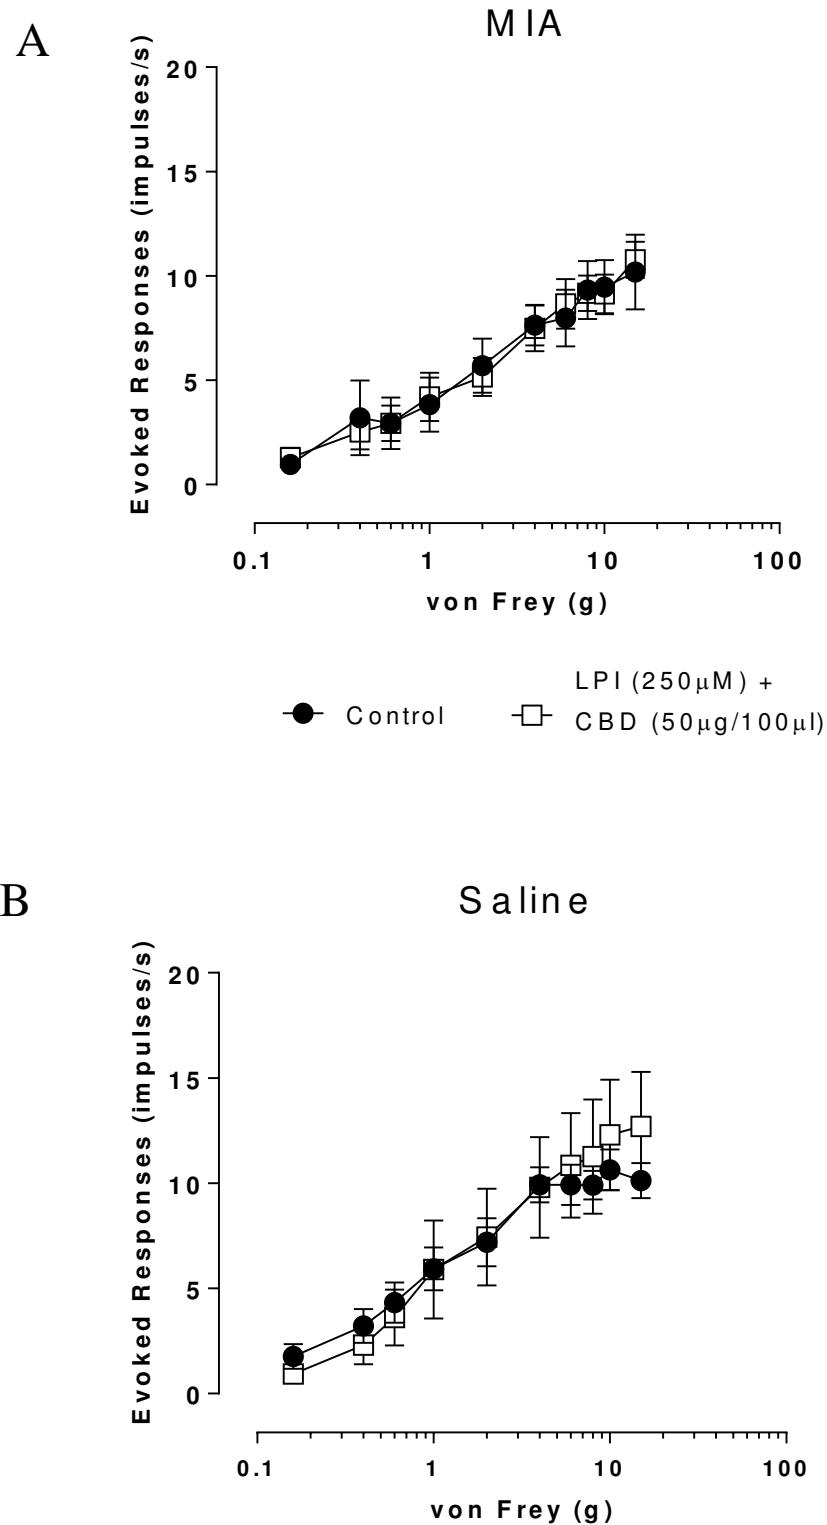 A
MIA
Evoked Responses (impulses/s)
20
15
10
5
0
0.1 1 10 100
von Frey (g)
Control
LPI (250µM) +
CBD (50µg/100µl)
B
Saline
Evoked Responses (impulses/s)
20
15
10
5
0
0.1 1 10 100
von Frey (g)